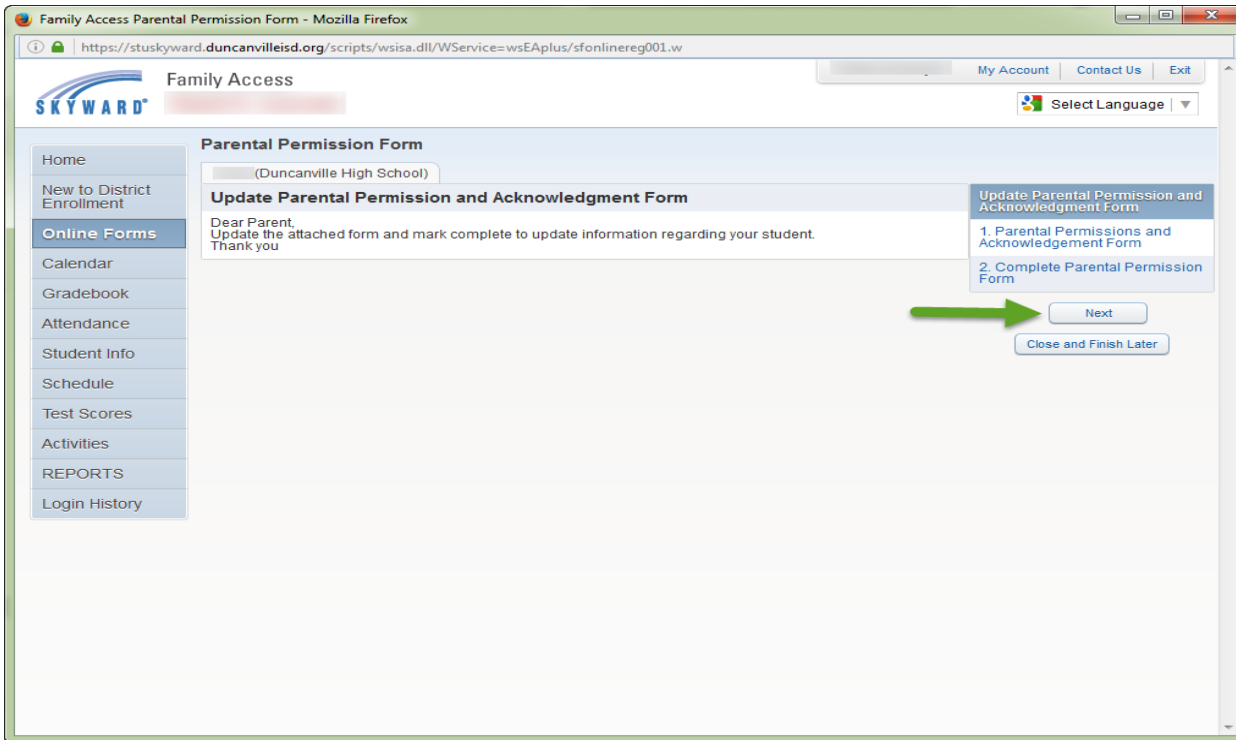 Family Access Parental Permission Form - Mozilla Firefox
https://stuskyward.duncanvilleisd.org/scripts/wsisa.dll/WService=wsEAplus/sfonlinereg001.w
SKYWARD®
Family Access
My Account
Contact Us
Exit
Select Language
Home
New to District
Enrollment
Online Forms
Calendar
Gradebook
Attendance
Student Info
Schedule
Test Scores
Activities
REPORTS
Login History
Parental Permission Form
(Duncanville High School)
Update Parental Permission and Acknowledgment Form
Dear Parent,
Update the attached form and mark complete to update information regarding your student.
Thank you
Update Parental Permission and
Acknowledgment Form
1. Parental Permissions and
Acknowledgement Form
2. Complete Parental Permission
Form
Next
Close and Finish Later